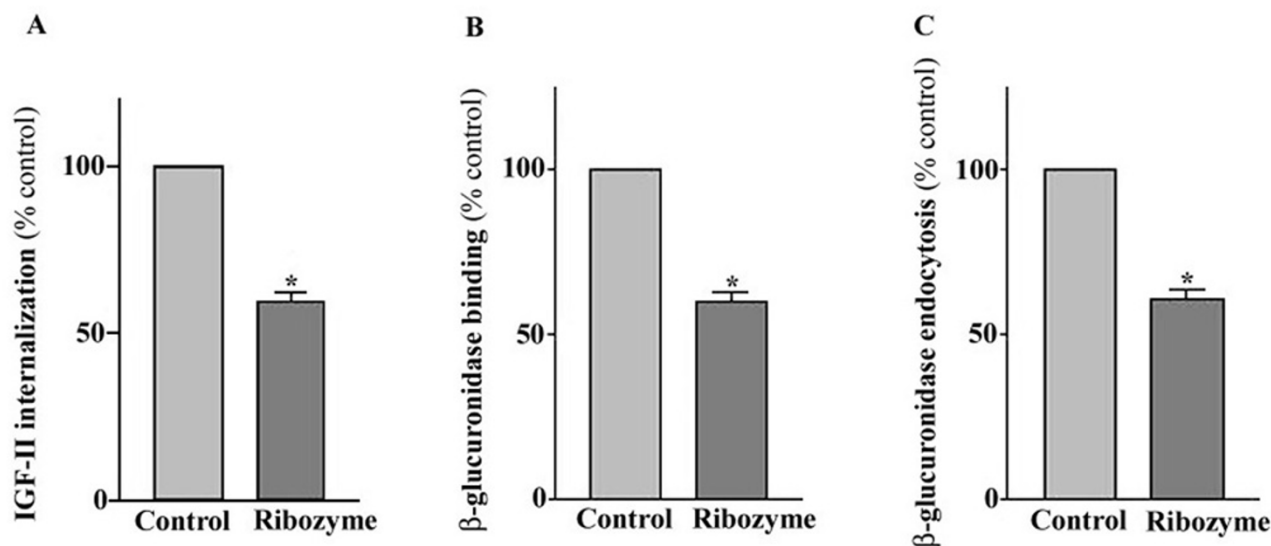 A
IGF-II internalization (% control)
100
50
0
*
Control Ribozyme
B
β-glucuronidase binding (% control)
100
50
0
*
Control Ribozyme
C
β-glucuronidase endocytosis (% control)
100
50
0
*
Control Ribozyme